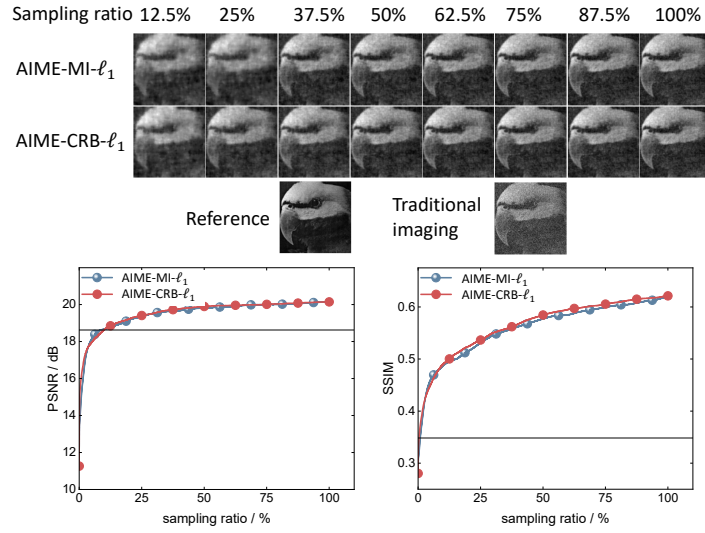 Sampling ratio 12.5% 25% 37.5% 50% 62.5% 75% 87.5% 100%
AIME-MI-ℓ₁
AIME-CRB-ℓ₁
Reference
Traditional
imaging
AIME-MI-ℓ₁
AIME-CRB-ℓ₁
PSNR / dB
22
20
18
16
14
12
10
0 25 50 75 100
sampling ratio / %
AIME-MI-ℓ₁
AIME-CRB-ℓ₁
SSIM
0.6
0.5
0.4
0.3
0 25 50 75 100
sampling ratio / %